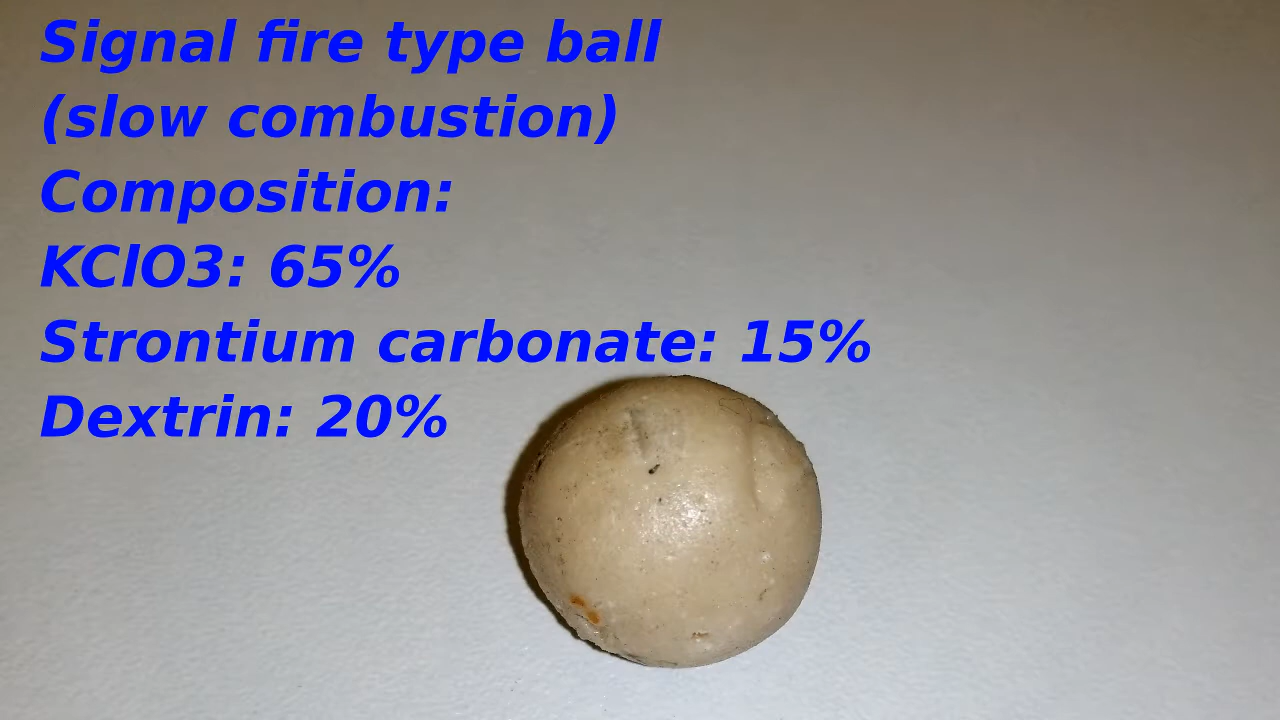 Signal fire type ball
(slow combustion)
Composition:
KClO3: 65%
Strontium carbonate: 15%
Dextrin: 20%